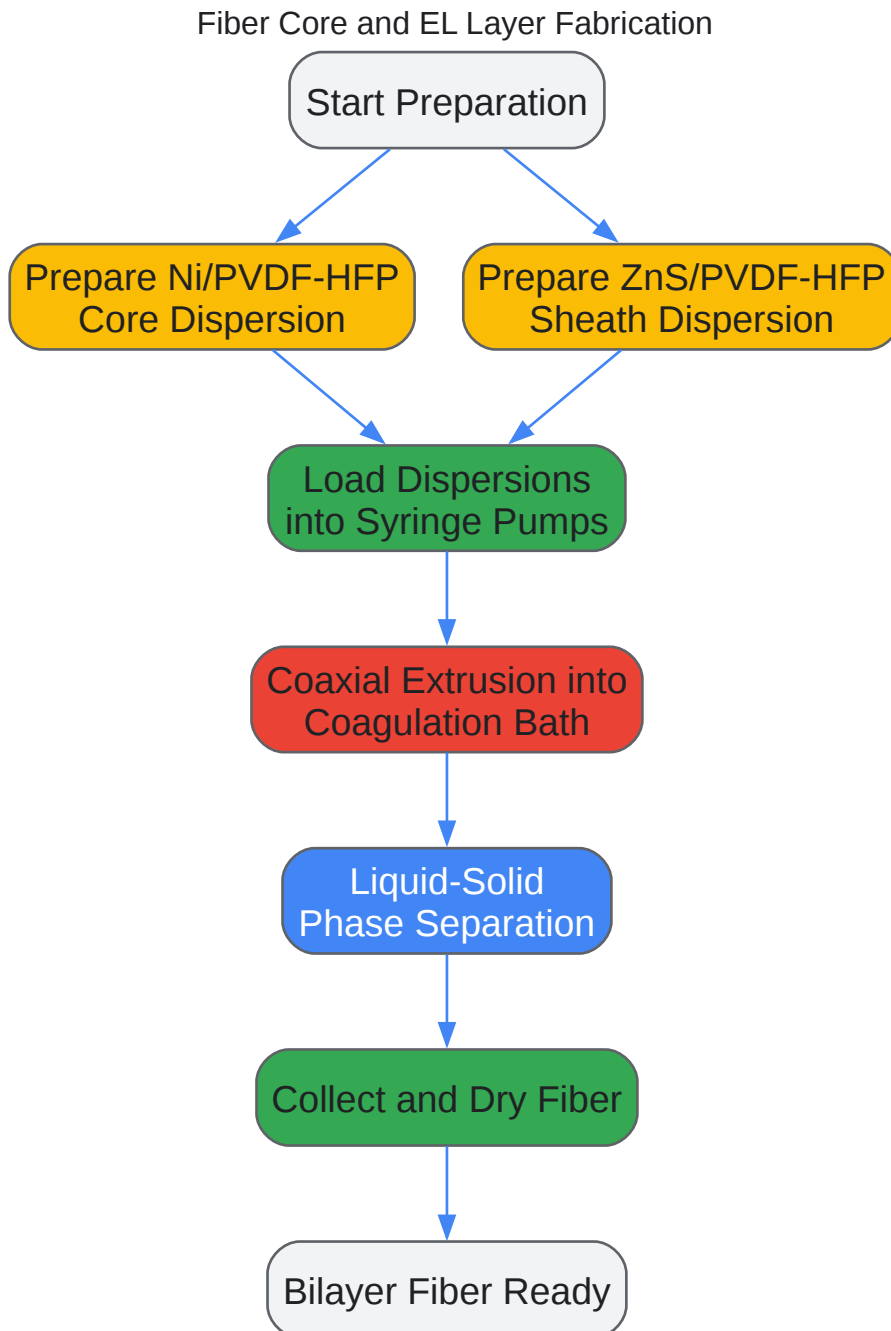 Fiber Core and EL Layer Fabrication
Start Preparation
Prepare Ni/PVDF-HFP
Core Dispersion
Prepare ZnS/PVDF-HFP
Sheath Dispersion
Load Dispersions
into Syringe Pumps
Coaxial Extrusion into
Coagulation Bath
Liquid-Solid
Phase Separation
Collect and Dry Fiber
Bilayer Fiber Ready